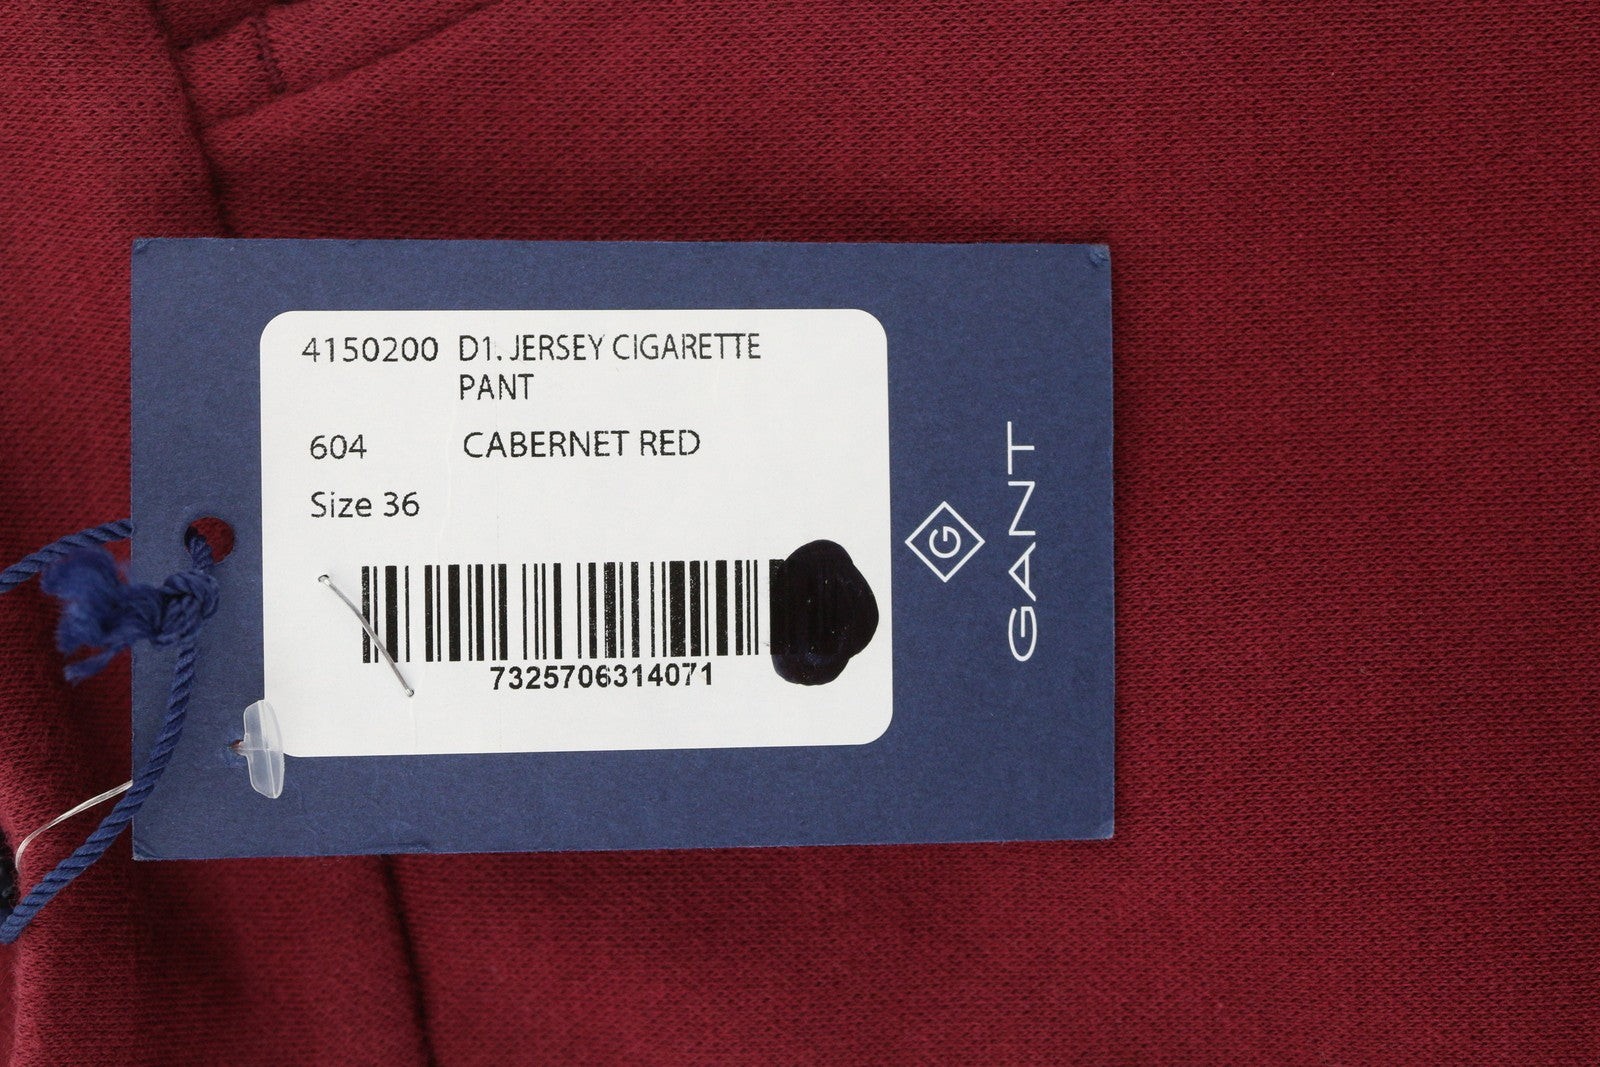 4150200 D1. JERSEY CIGARETTE
PANT
604 CABERNET RED
Size 36
7325706314071
G
GANT